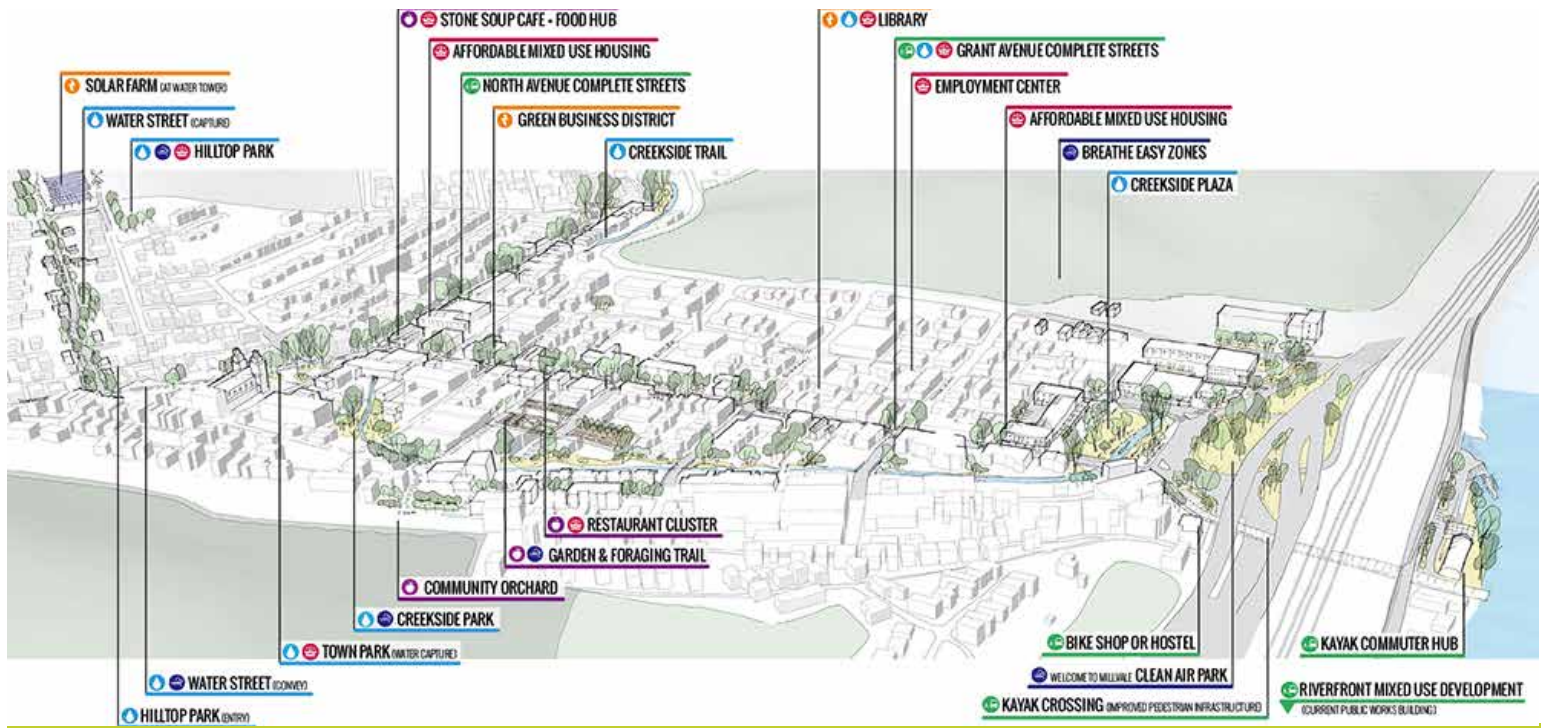 STONE SOUP CAFE - FOOD HUB
LIBRARY
AFFORDABLE MIXED USE HOUSING
GRANT AVENUE COMPLETE STREETS
SOLAR FARM (AT WATER TOWER)
NORTH AVENUE COMPLETE STREETS
EMPLOYMENT CENTER
WATER STREET (CAPTURE)
GREEN BUSINESS DISTRICT
AFFORDABLE MIXED USE HOUSING
HILLTOP PARK
CREEKSIDE TRAIL
BREATHE EASY ZONES
CREEKSIDE PLAZA
RESTAURANT CLUSTER
GARDEN & FORAGING TRAIL
COMMUNITY ORCHARD
CREEKSIDE PARK
BIKE SHOP OR HOSTEL
KAYAK COMMUTER HUB
TOWN PARK (WATER CAPTURE)
WELCOME TO MILLVALE CLEAN AIR PARK
WATER STREET (CONVEY)
RIVERFRONT MIXED USE DEVELOPMENT
(CURRENT PUBLIC WORKS BUILDING)
KAYAK CROSSING (IMPROVED PEDESTRIAN INFRASTRUCTURE)
HILLTOP PARK (ENTRY)